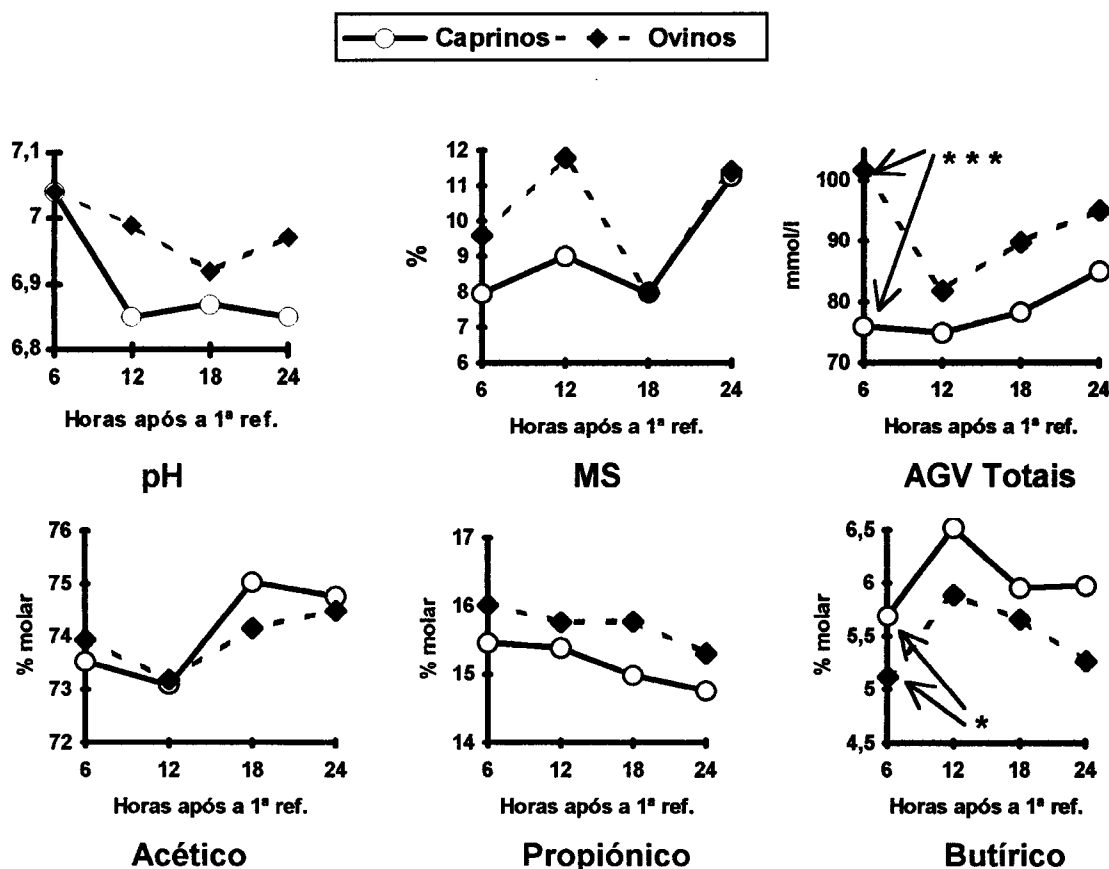 Caprinos Ovinos
7,1
7
6,9
6,8
6 12 18 24
Horas após a 1ª ref.
pH
12
11
10
9
8
7
6
%
6 12 18 24
Horas após a 1ª ref.
MS
100
90
80
70
mmol/l
* * *
6 12 18 24
Horas após a 1ª ref.
AGV Totais
76
75
74
73
72
% molar
6 12 18 24
Horas após a 1ª ref.
Acético
17
16
15
14
% molar
6 12 18 24
Horas após a 1ª ref.
Propiónico
6,5
6
5,5
5
4,5
% molar
*
6 12 18 24
Horas após a 1ª ref.
Butírico